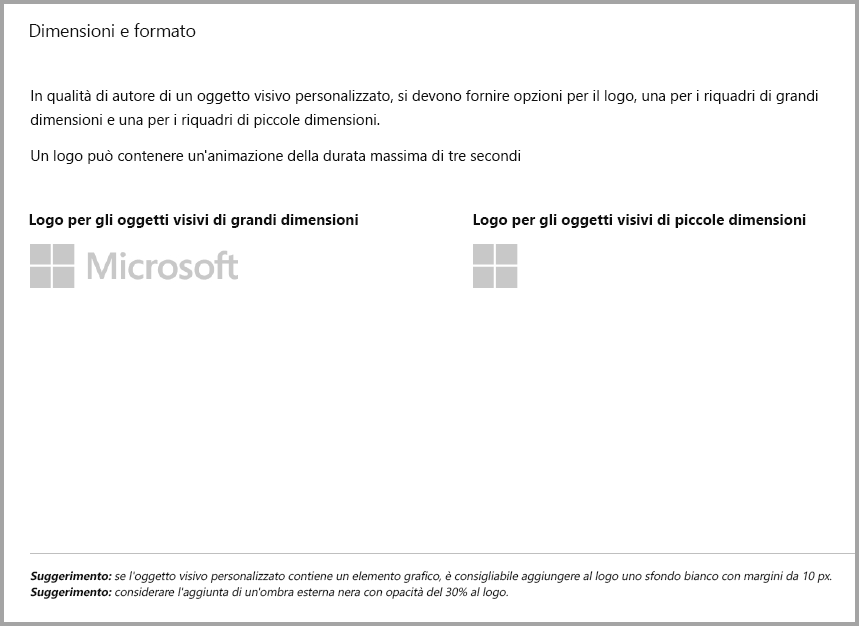 Dimensioni e formato
In qualità di autore di un oggetto visivo personalizzato, si devono fornire opzioni per il logo, una per i riquadri di grandi
dimensioni e una per i riquadri di piccole dimensioni.
Un logo può contenere un'animazione della durata massima di tre secondi
Logo per gli oggetti visivi di grandi dimensioni
Logo per gli oggetti visivi di piccole dimensioni
Microsoft
Suggerimento: se l'oggetto visivo personalizzato contiene un elemento grafico, è consigliabile aggiungere al logo uno sfondo bianco con margini da 10 px.
Suggerimento: considerare l'aggiunta di un'ombra esterna nera con opacità del 30% al logo.